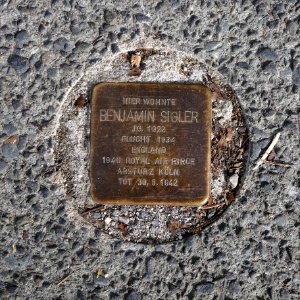 HIER WOHNTE
BENJAMIN SIGLER
JG. 1922
FLUCHT 1934
ENGLAND
1940 ROYAL AIR FORCE
ABSTURZ KÖLN
TOT 30.5.1942